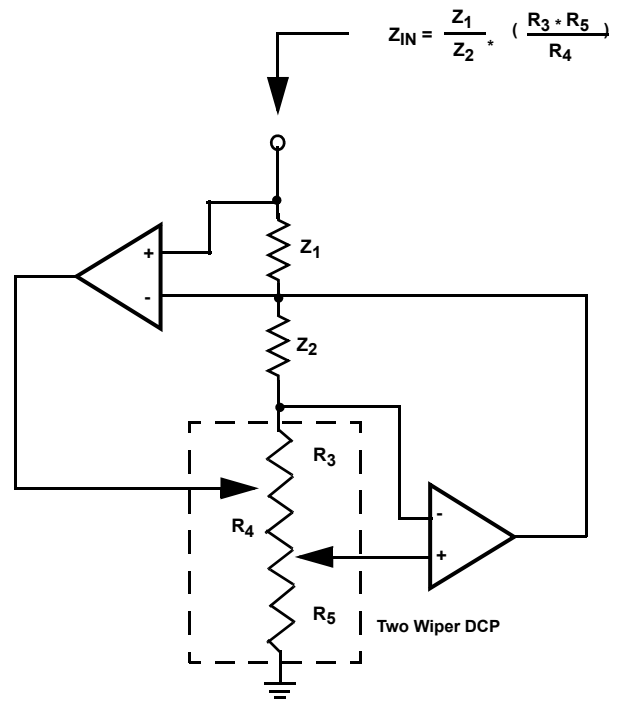 Z_IN = Z_1 / Z_2 * ( R_3 * R_5 / R_4 )
+
-
Z_1
Z_2
R_3
R_4
-
+
R_5
Two Wiper DCP